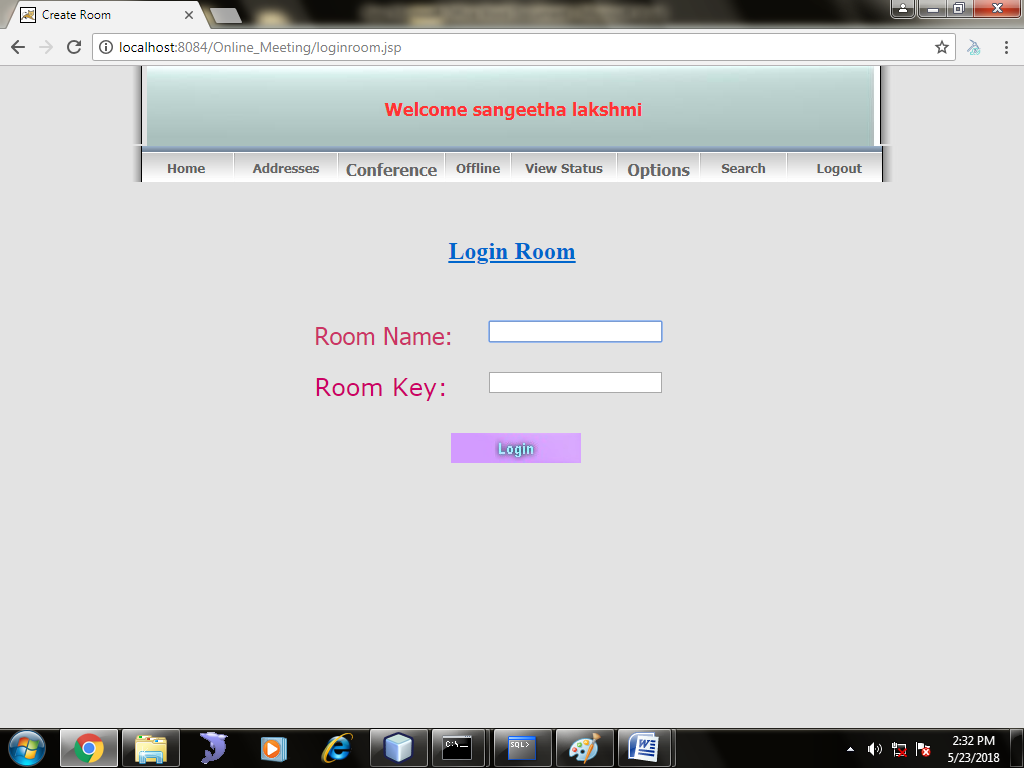 Create Room
localhost:8084/Online_Meeting/loginroom.jsp
Welcome sangeetha lakshmi
Home Addresses Conference Offline View Status Options Search Logout
Login Room
Room Name:
Room Key:
Login
C:\_
SQL>
2:32 PM
5/23/2018